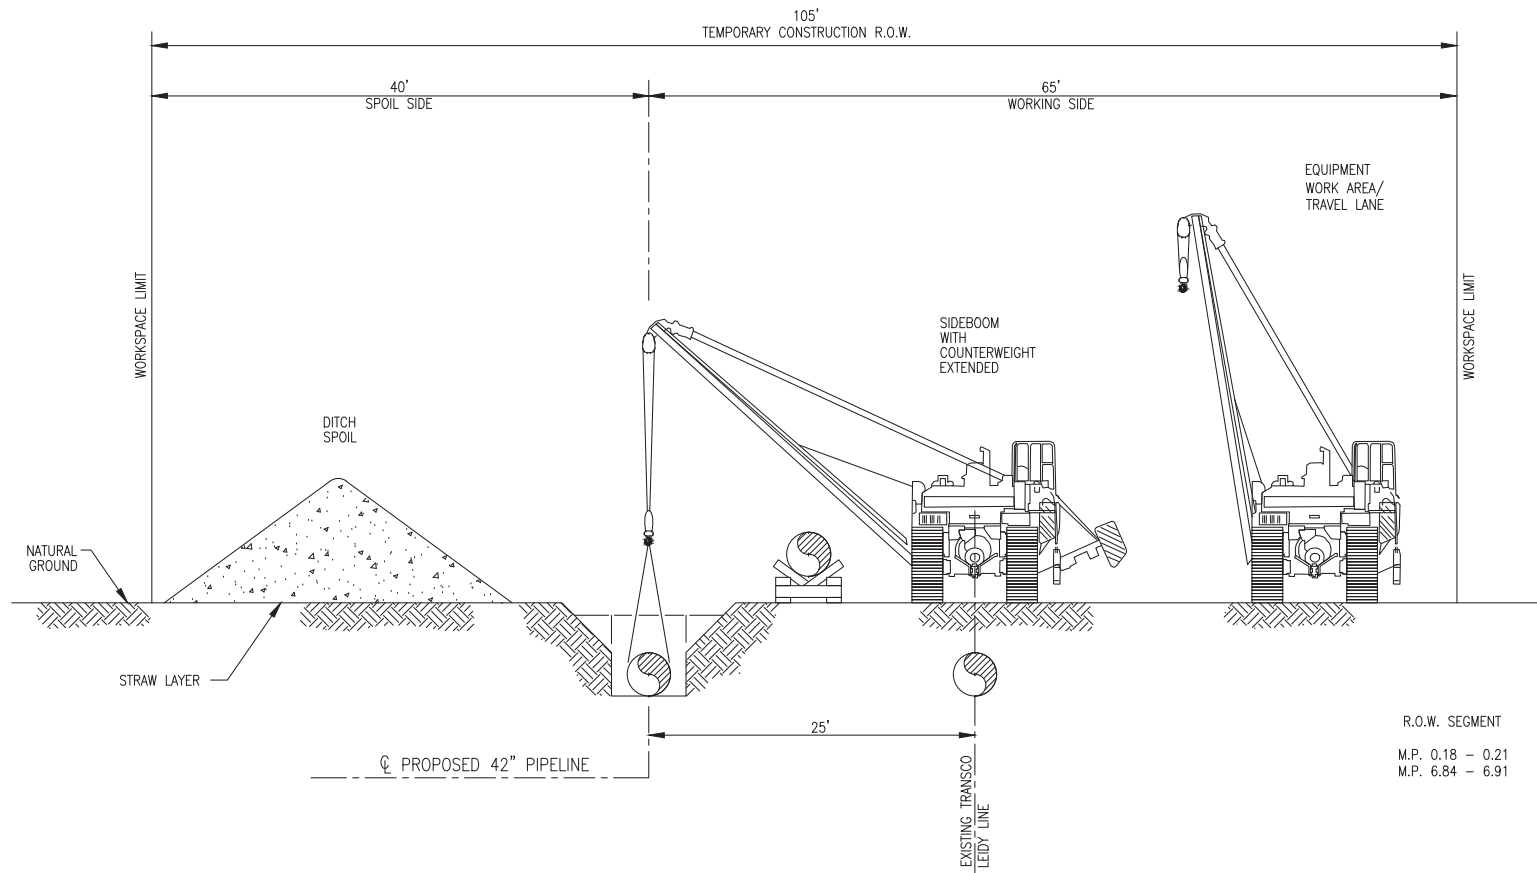 105'
TEMPORARY CONSTRUCTION R.O.W.
40'
SPOIL SIDE
65'
WORKING SIDE
EQUIPMENT
WORK AREA/
TRAVEL LANE
WORKSPACE LIMIT
WORKSPACE LIMIT
SIDEBOOM
WITH
COUNTERWEIGHT
EXTENDED
DITCH
SPOIL
NATURAL
GROUND
STRAW LAYER
25'
℄ PROPOSED 42" PIPELINE
EXISTING TRANSCO
LEIDY LINE
R.O.W. SEGMENT
M.P. 0.18 - 0.21
M.P. 6.84 - 6.91